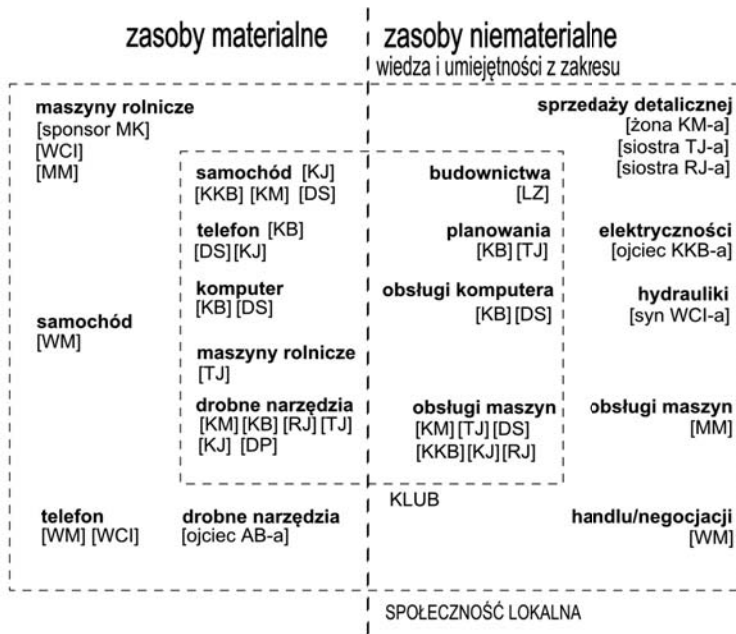 zasoby materialne
zasoby niematerialne
wiedza i umiejętności z zakresu
maszyny rolnicze
[sponsor MK]
[WCI]
[MM]
samochód
[WM]
telefon
[WM] [WCI]
drobne narzędzia
[ojciec AB-a]
samochód [KJ]
[KKB] [KM] [DS]
telefon [KB]
[DS][KJ]
komputer
[KB] [DS]
maszyny rolnicze
[TJ]
drobne narzędzia
[KM][KB][RJ][TJ]
[KJ] [DP]
budownictwa
[LZ]
planowania
[KB][TJ]
obsługi komputera
[KB][DS]
obsługi maszyn
[KM][TJ][DS]
[KKB][KJ][RJ]
KLUB
sprzedaży detalicznej
[żona KM-a]
[siostra TJ-a]
[siostra RJ-a]
elektryczności
[ojciec KKB-a]
hydrauliki
[syn WCI-a]
obsługi maszyn
[MM]
handlu/negocjacji
[WM]
SPOŁECZNOŚĆ LOKALNA